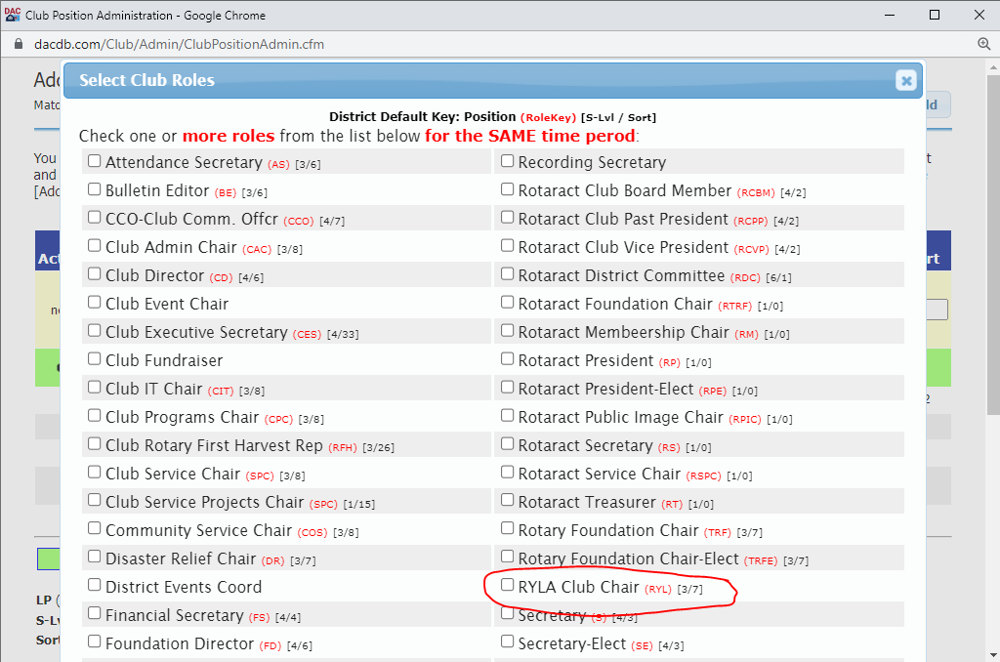 DAC
db
Club Position Administration - Google Chrome
dacdb.com/Club/Admin/ClubPositionAdmin.cfm
Select Club Roles
District Default Key: Position (RoleKey) [S-Lvl / Sort]
Check one or more roles from the list below for the SAME time perod:
Attendance Secretary (AS) [3/6]
Bulletin Editor (BE) [3/6]
CCO-Club Comm. Offcr (CCO) [4/7]
Club Admin Chair (CAC) [3/8]
Club Director (CD) [4/6]
Club Event Chair
Club Executive Secretary (CES) [4/33]
Club Fundraiser
Club IT Chair (CIT) [3/8]
Club Programs Chair (CPC) [3/8]
Club Rotary First Harvest Rep (RFH) [3/26]
Club Service Chair (SPC) [3/8]
Club Service Projects Chair (SPC) [1/15]
Community Service Chair (COS) [3/8]
Disaster Relief Chair (DR) [3/7]
District Events Coord
Financial Secretary (FS) [4/4]
Foundation Director (FD) [4/6]
Recording Secretary
Rotaract Club Board Member (RCBM) [4/2]
Rotaract Club Past President (RCPP) [4/2]
Rotaract Club Vice President (RCVP) [4/2]
Rotaract District Committee (RDC) [6/1]
Rotaract Foundation Chair (RTRF) [1/0]
Rotaract Membeership Chair (RM) [1/0]
Rotaract President (RP) [1/0]
Rotaract President-Elect (RPE) [1/0]
Rotaract Public Image Chair (RPIC) [1/0]
Rotaract Secretary (RS) [1/0]
Rotaract Service Chair (RSPC) [1/0]
Rotaract Treasurer (RT) [1/0]
Rotary Foundation Chair (TRF) [3/7]
Rotary Foundation Chair-Elect (TRFE) [3/7]
RYLA Club Chair (RYL) [3/7]
Secretary (S) [4/3]
Secretary-Elect (SE) [4/3]
You
and
[Add
LP (